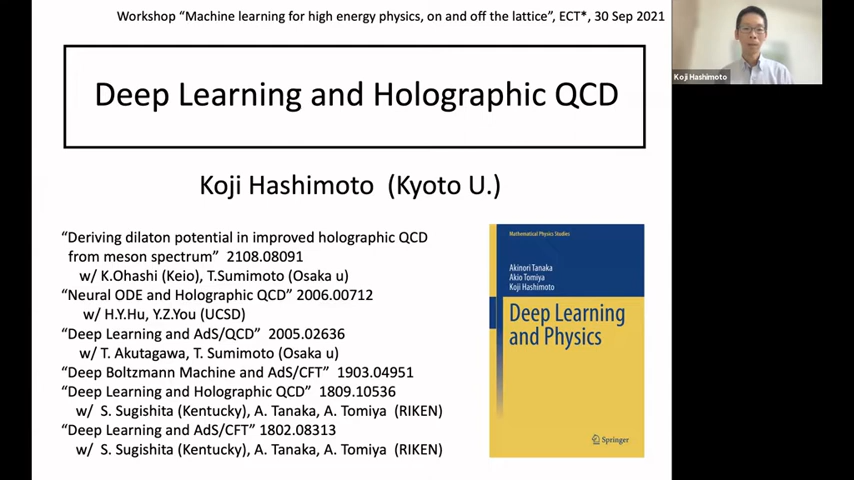 Workshop “Machine learning for high energy physics, on and off the lattice”, ECT*, 30 Sep 2021
Koji Hashimoto
Deep Learning and Holographic QCD
Koji Hashimoto (Kyoto U.)
“Deriving dilaton potential in improved holographic QCD
from meson spectrum” 2108.08091
w/ K.Ohashi (Keio), T.Sumimoto (Osaka u)
“Neural ODE and Holographic QCD” 2006.00712
w/ H.Y.Hu, Y.Z.You (UCSD)
“Deep Learning and AdS/QCD” 2005.02636
w/ T. Akutagawa, T. Sumimoto (Osaka u)
“Deep Boltzmann Machine and AdS/CFT” 1903.04951
“Deep Learning and Holographic QCD” 1809.10536
w/ S. Sugishita (Kentucky), A. Tanaka, A. Tomiya (RIKEN)
“Deep Learning and AdS/CFT” 1802.08313
w/ S. Sugishita (Kentucky), A. Tanaka, A. Tomiya (RIKEN)
Mathematical Physics Studies
Akinori Tanaka
Akio Tomiya
Koji Hashimoto
Deep Learning
and Physics
Springer